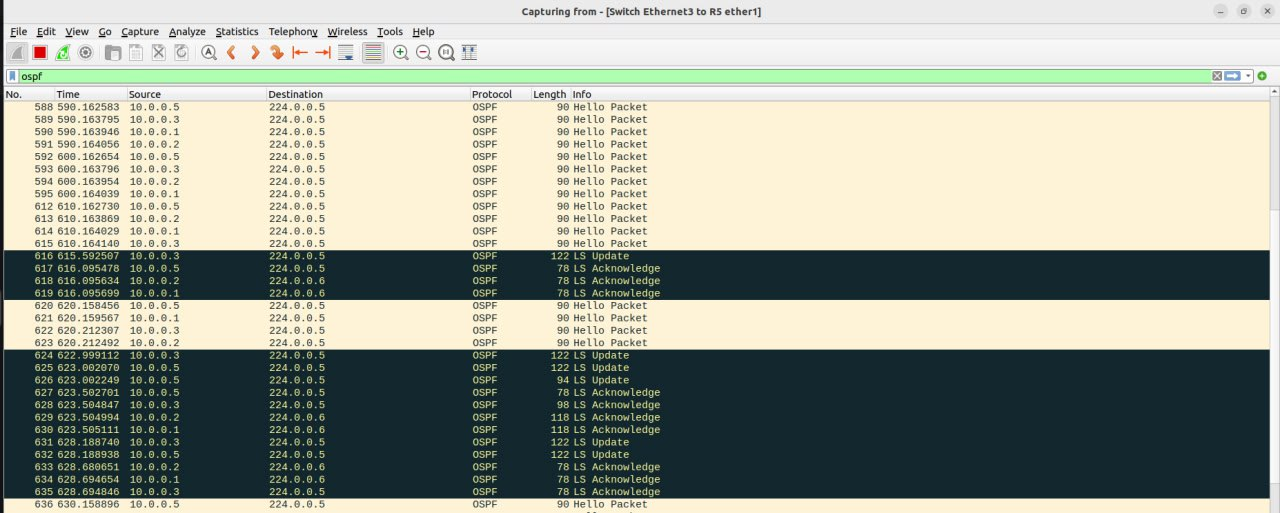 Capturing from - [Switch Ethernet3 to R5 ether1]
File Edit View Go Capture Analyze Statistics Telephony Wireless Tools Help
ospf
No. Time Source Destination Protocol Length Info
588 590.162583 10.0.0.5 224.0.0.5 OSPF 90 Hello Packet
589 590.163795 10.0.0.3 224.0.0.5 OSPF 90 Hello Packet
590 590.163946 10.0.0.1 224.0.0.5 OSPF 90 Hello Packet
591 590.164056 10.0.0.2 224.0.0.5 OSPF 90 Hello Packet
592 600.162654 10.0.0.5 224.0.0.5 OSPF 90 Hello Packet
593 600.163796 10.0.0.3 224.0.0.5 OSPF 90 Hello Packet
594 600.163954 10.0.0.2 224.0.0.5 OSPF 90 Hello Packet
595 600.164039 10.0.0.1 224.0.0.5 OSPF 90 Hello Packet
612 610.162730 10.0.0.5 224.0.0.5 OSPF 90 Hello Packet
613 610.163869 10.0.0.2 224.0.0.5 OSPF 90 Hello Packet
614 610.164029 10.0.0.1 224.0.0.5 OSPF 90 Hello Packet
615 610.164140 10.0.0.3 224.0.0.5 OSPF 90 Hello Packet
616 615.592507 10.0.0.3 224.0.0.5 OSPF 122 LS Update
617 616.095478 10.0.0.5 224.0.0.5 OSPF 78 LS Acknowledge
618 616.095634 10.0.0.2 224.0.0.6 OSPF 78 LS Acknowledge
619 616.095699 10.0.0.1 224.0.0.6 OSPF 78 LS Acknowledge
620 620.158456 10.0.0.5 224.0.0.5 OSPF 90 Hello Packet
621 620.159567 10.0.0.1 224.0.0.5 OSPF 90 Hello Packet
622 620.212307 10.0.0.3 224.0.0.5 OSPF 90 Hello Packet
623 620.212492 10.0.0.2 224.0.0.5 OSPF 90 Hello Packet
624 622.999112 10.0.0.3 224.0.0.5 OSPF 122 LS Update
625 623.002070 10.0.0.5 224.0.0.5 OSPF 122 LS Update
626 623.002249 10.0.0.5 224.0.0.5 OSPF 94 LS Update
627 623.502701 10.0.0.5 224.0.0.5 OSPF 78 LS Acknowledge
628 623.504847 10.0.0.3 224.0.0.5 OSPF 98 LS Acknowledge
629 623.504994 10.0.0.2 224.0.0.6 OSPF 118 LS Acknowledge
630 623.505111 10.0.0.1 224.0.0.6 OSPF 118 LS Acknowledge
631 628.188740 10.0.0.3 224.0.0.5 OSPF 122 LS Update
632 628.188938 10.0.0.5 224.0.0.5 OSPF 122 LS Update
633 628.680651 10.0.0.2 224.0.0.6 OSPF 78 LS Acknowledge
634 628.694654 10.0.0.1 224.0.0.6 OSPF 78 LS Acknowledge
635 628.694846 10.0.0.3 224.0.0.5 OSPF 78 LS Acknowledge
636 630.158896 10.0.0.5 224.0.0.5 OSPF 90 Hello Packet